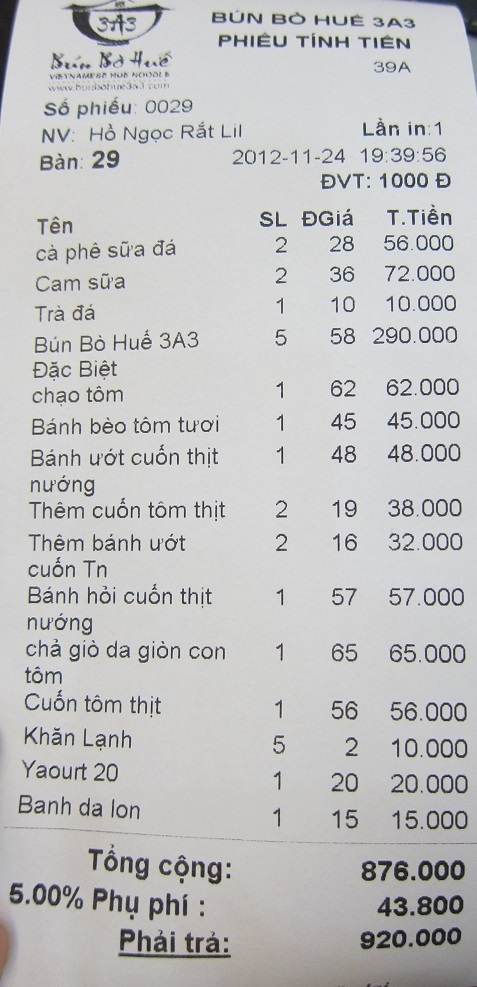 3A3
Bún Bò Huế
VIETNAMESE HUE NOODLE
www.bunbohue3a3.com
BÚN BÒ HUẾ 3A3
PHIẾU TÍNH TIỀN
39A
Số phiếu: 0029
NV: Hồ Ngọc Rắt Lil Lần in:1
Bàn: 29 2012-11-24 19:39:56
ĐVT: 1000 Đ
Tên SL ĐGiá T.Tiền
cà phê sữa đá 2 28 56.000
Cam sữa 2 36 72.000
Trà đá 1 10 10.000
Bún Bò Huế 3A3 5 58 290.000
Đặc Biệt
chạo tôm 1 62 62.000
Bánh bèo tôm tươi 1 45 45.000
Bánh ướt cuốn thịt 1 48 48.000
nướng
Thêm cuốn tôm thịt 2 19 38.000
Thêm bánh ướt 2 16 32.000
cuốn Tn
Bánh hỏi cuốn thịt 1 57 57.000
nướng
chả giò da giòn con 1 65 65.000
tôm
Cuốn tôm thịt 1 56 56.000
Khăn Lạnh 5 2 10.000
Yaourt 20 1 20 20.000
Banh da lon 1 15 15.000
Tổng cộng: 876.000
5.00% Phụ phí : 43.800
Phải trả: 920.000